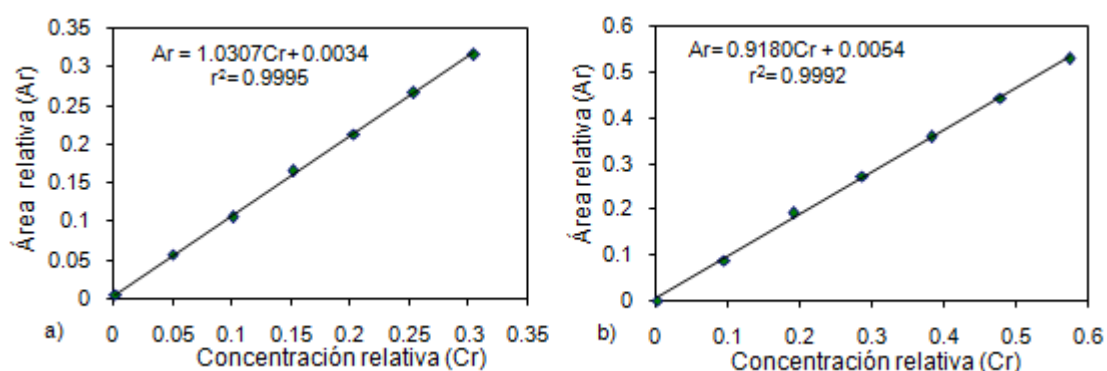 0.35
0.3
0.25
0.2
0.15
0.1
0.05
0
Área relativa (Ar)
Ar = 1.0307Cr+ 0.0034
r²= 0.9995
0 0.05 0.1 0.15 0.2 0.25 0.3 0.35
a)
Concentración relativa (Cr)
0.6
0.5
0.4
0.3
0.2
0.1
0
Área relativa (Ar)
Ar= 0.9180Cr + 0.0054
r²= 0.9992
0 0.1 0.2 0.3 0.4 0.5 0.6
b)
Concentración relativa (Cr)